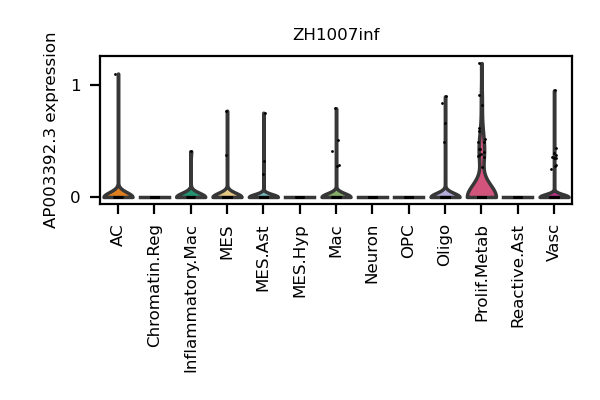 ZH1007inf
AP003392.3 expression
1
0
AC
Chromatin.Reg
Inflammatory.Mac
MES
MES.Ast
MES.Hyp
Mac
Neuron
OPC
Oligo
Prolif.Metab
Reactive.Ast
Vasc